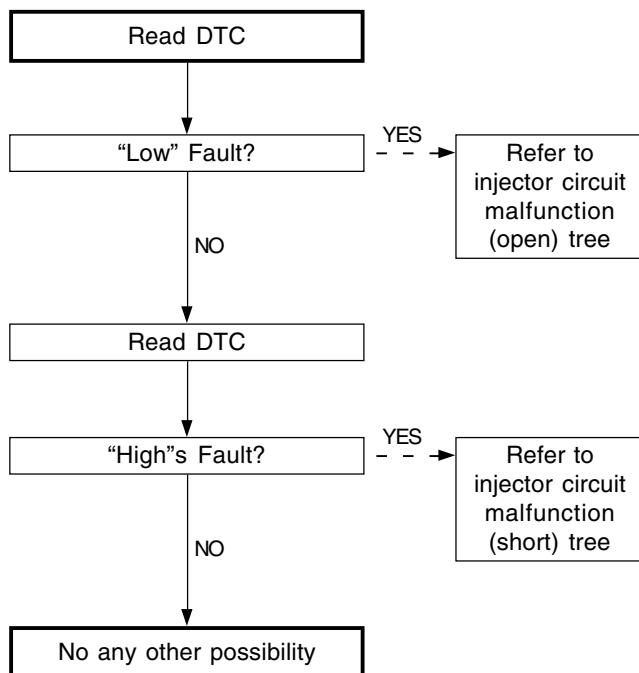 Read DTC
“Low” Fault?
YES
Refer to
injector circuit
malfunction
(open) tree
NO
Read DTC
“High”s Fault?
YES
Refer to
injector circuit
malfunction
(short) tree
NO
No any other possibility